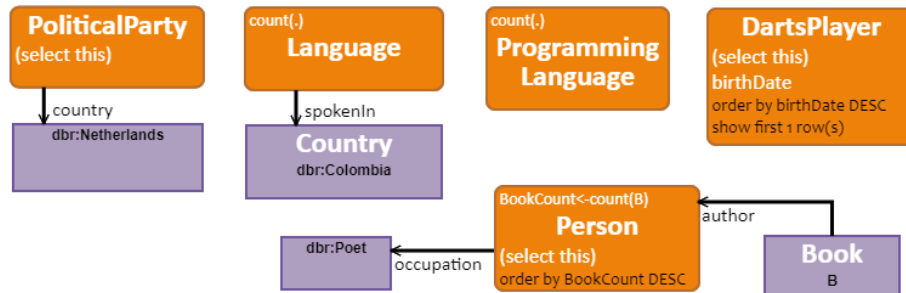 PoliticalParty
(select this)
country
dbr:Netherlands
count(.)
Language
spokenIn
Country
dbr:Colombia
count(.)
Programming
Language
DartsPlayer
(select this)
birthDate
order by birthDate DESC
show first 1 row(s)
dbr:Poet
occupation
BookCount<-count(B)
Person
(select this)
order by BookCount DESC
author
Book
B